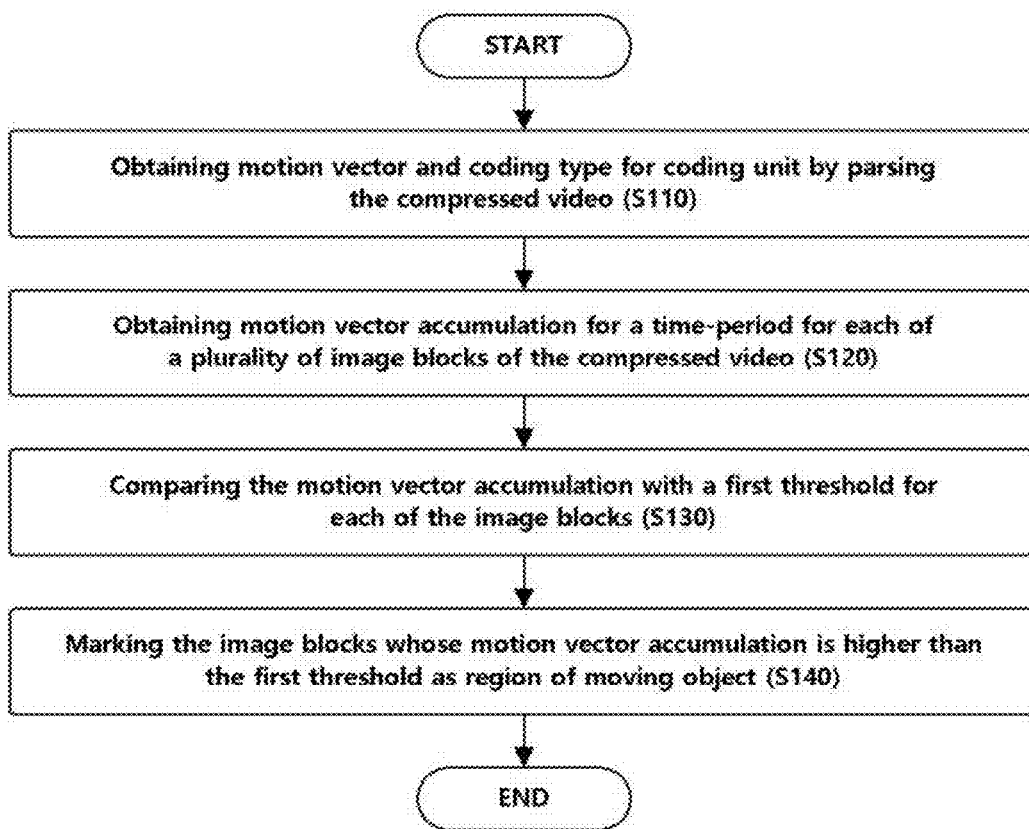 START
Obtaining motion vector and coding type for coding unit by parsing
the compressed video (S110)
Obtaining motion vector accumulation for a time-period for each of
a plurality of image blocks of the compressed video (S120)
Comparing the motion vector accumulation with a first threshold for
each of the image blocks (S130)
Marking the image blocks whose motion vector accumulation is higher than
the first threshold as region of moving object (S140)
END